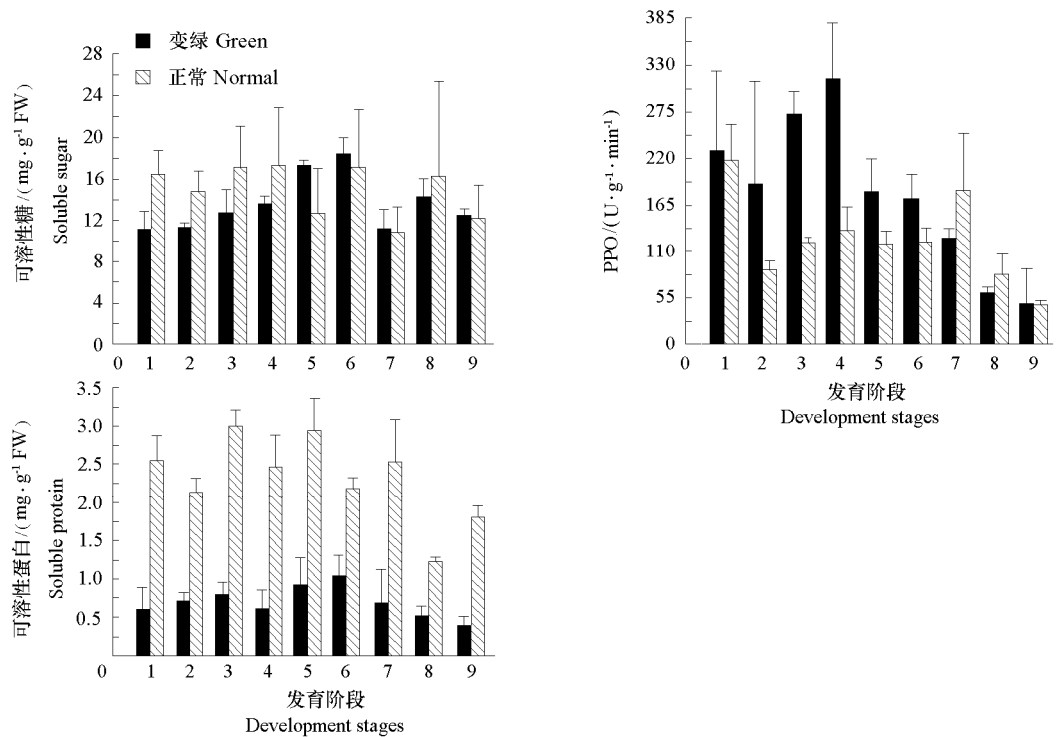 变绿 Green
正常 Normal
可溶性糖/(mg·g⁻¹ FW)
Soluble sugar
28
24
20
16
12
8
4
0
0 1 2 3 4 5 6 7 8 9
可溶性蛋白/(mg·g⁻¹ FW)
Soluble protein
3.5
3.0
2.5
2.0
1.5
1.0
0.5
0 1 2 3 4 5 6 7 8 9
发育阶段
Development stages
PPO/(U·g⁻¹·min⁻¹)
385
330
275
220
165
110
55
0
0 1 2 3 4 5 6 7 8 9
发育阶段
Development stages